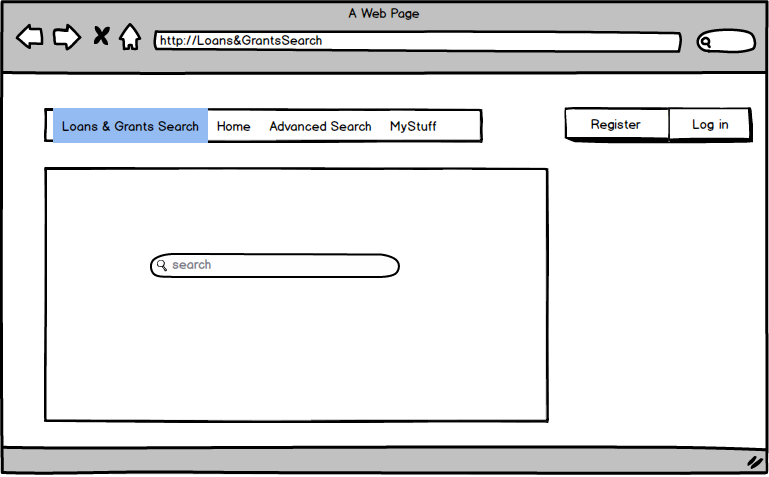 A Web Page
http://Loans&GrantsSearch
Loans & Grants Search Home Advanced Search MyStuff
Register Log in
search